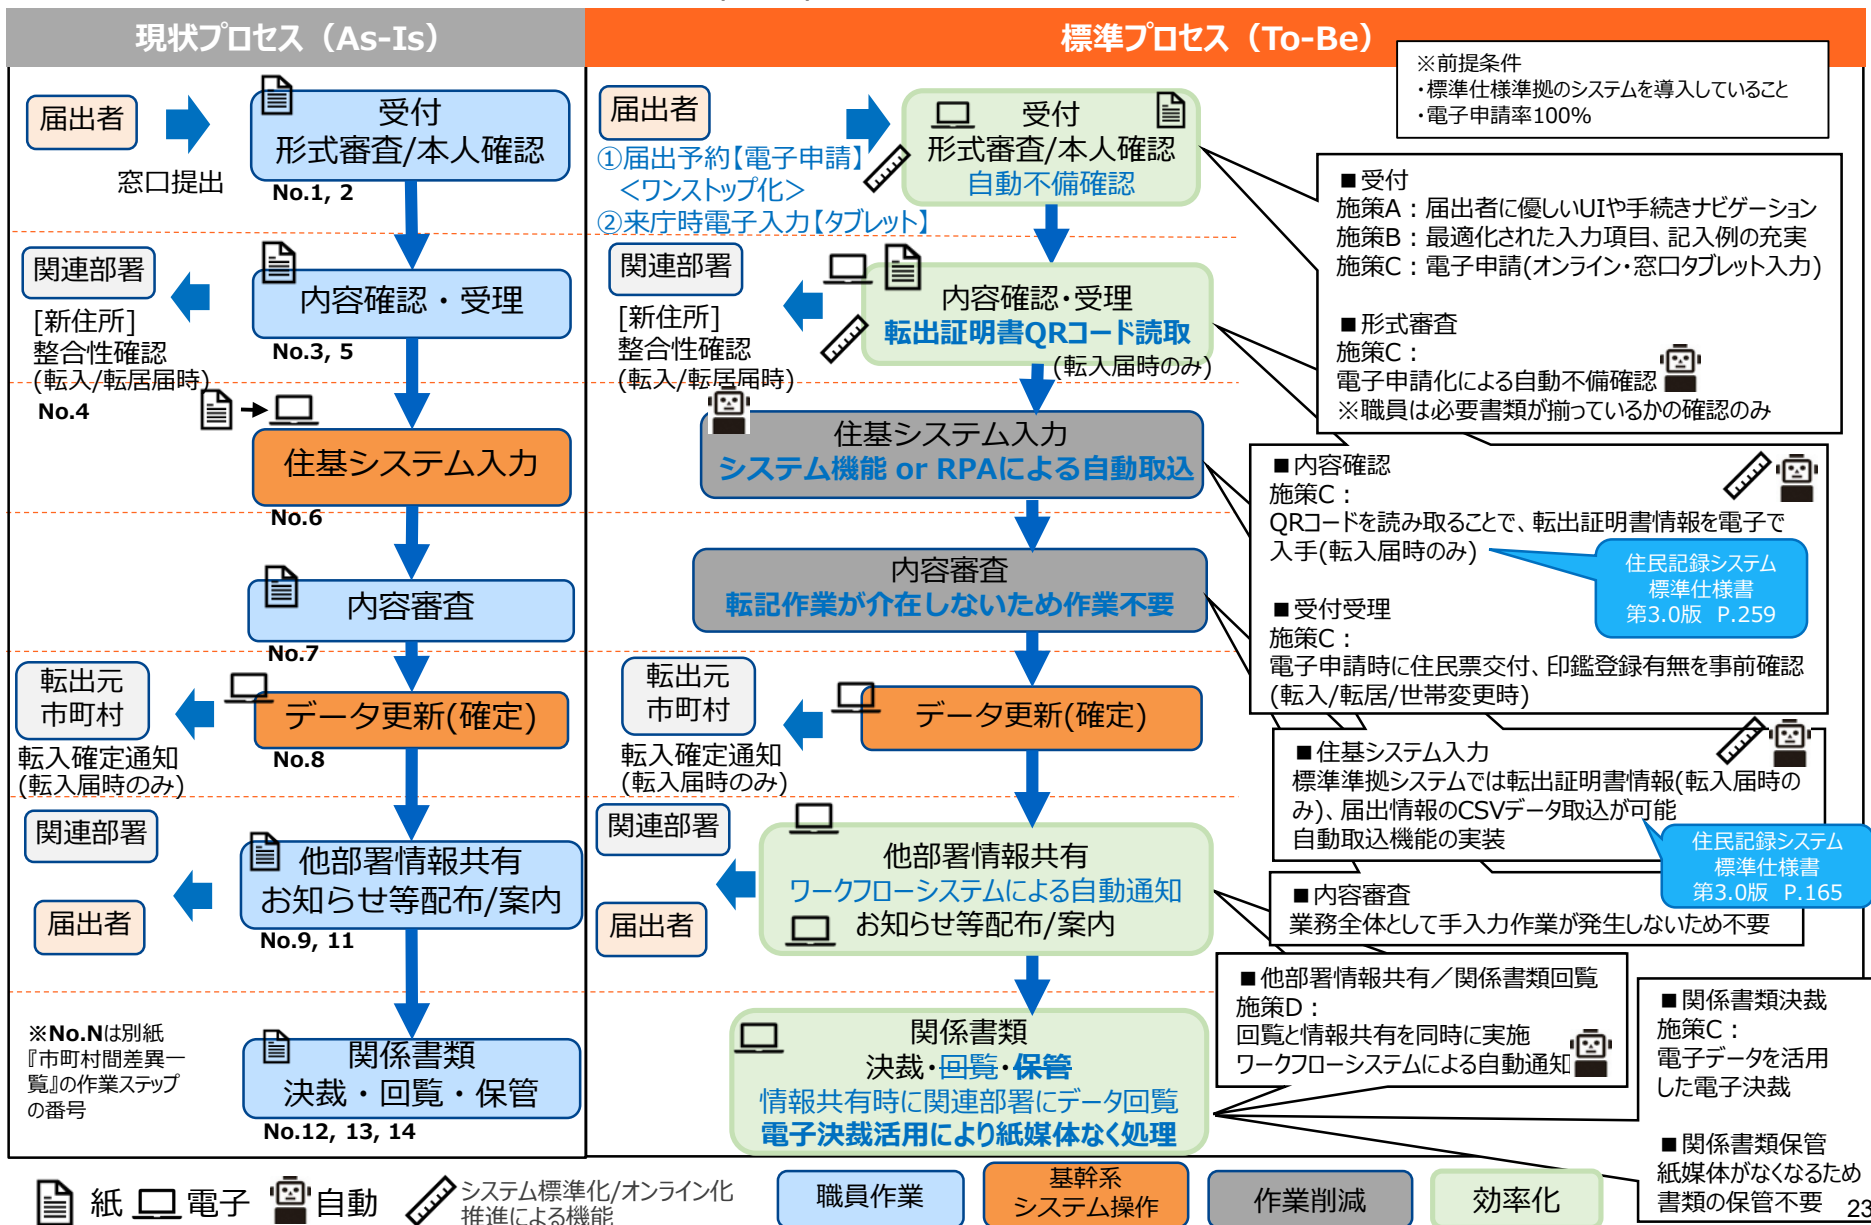 現状プロセス（As-Is）
標準プロセス（To-Be）
※前提条件
・標準仕様準拠のシステムを導入していること
・電子申請率100%
届出者
窓口提出
受付
形式審査/本人確認
No.1, 2
関連部署
[新住所]
整合性確認
(転入/転居届時)
No.4
内容確認・受理
No.3, 5
住基システム入力
No.6
内容審査
No.7
転出元
市町村
転入確定通知
(転入届時のみ)
データ更新(確定)
No.8
関連部署
届出者
他部署情報共有
お知らせ等配布/案内
No.9, 11
※No.Nは別紙
『市町村間差異一
覧』の作業ステップ
の番号
関係書類
決裁・回覧・保管
No.12, 13, 14
届出者
①届出予約【電子申請】
＜ワンストップ化＞
②来庁時電子入力【タブレット】
受付
形式審査/本人確認
自動不備確認
関連部署
[新住所]
整合性確認
(転入/転居届時)
内容確認・受理
転出証明書QRコード読取
(転入届時のみ)
住基システム入力
システム機能 or RPAによる自動取込
内容審査
転記作業が介在しないため作業不要
転出元
市町村
転入確定通知
(転入届時のみ)
データ更新(確定)
関連部署
届出者
他部署情報共有
ワークフローシステムによる自動通知
お知らせ等配布/案内
関係書類
決裁・回覧・保管
情報共有時に関連部署にデータ回覧
電子決裁活用により紙媒体なく処理
■受付
施策A：届出者に優しいUIや手続きナビゲーション
施策B：最適化された入力項目、記入例の充実
施策C：電子申請(オンライン・窓口タブレット入力)
■形式審査
施策C：
電子申請化による自動不備確認
※職員は必要書類が揃っているかの確認のみ
■内容確認
施策C：
QRコードを読み取ることで、転出証明書情報を電子で
入手(転入届時のみ)
住民記録システム
標準仕様書
第3.0版 P.259
■受付受理
施策C：
電子申請時に住民票交付、印鑑登録有無を事前確認
(転入/転居/世帯変更時)
■住基システム入力
標準準拠システムでは転出証明書情報(転入届時の
み)、届出情報のCSVデータ取込が可能
自動取込機能の実装
住民記録システム
標準仕様書
第3.0版 P.165
■内容審査
業務全体として手入力作業が発生しないため不要
■他部署情報共有／関係書類回覧
施策D：
回覧と情報共有を同時に実施
ワークフローシステムによる自動通知
■関係書類決裁
施策C：
電子データを活用
した電子決裁
■関係書類保管
紙媒体がなくなるため
書類の保管不要
紙
電子
自動
システム標準化/オンライン化
推進による機能
職員作業
基幹系
システム操作
作業削減
効率化
23